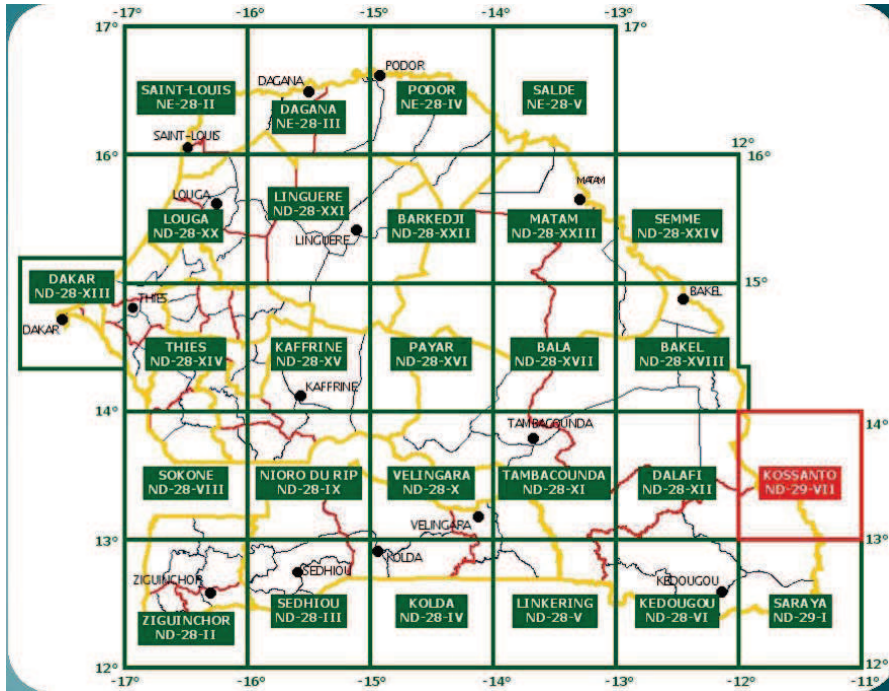 -17° -16° -15° -14° -13°
17° 17°
PODOR
DAGANA
SAINT-LOUIS
NE-28-II
DAGANA
NE-28-III
PODOR
NE-28-IV
SALDE
NE-28-V
SAINT-LOUIS
12°
16° 16°
MATAM
LOUGA
LOUGA
ND-28-XX
LINGUERE
ND-28-XXI
LINGUERE
BARKEDJI
ND-28-XXII
MATAM
ND-28-XXIII
SEMME
ND-28-XXIV
DAKAR
ND-28-XIII
15°
THIES
BAKEL
DAKAR
THIES
ND-28-XIV
KAFFRINE
ND-28-XV
PAYAR
ND-28-XVI
BALA
ND-28-XVII
BAKEL
ND-28-XVIII
KAFFRINE
14° 14°
TAMBACOUNDA
SOKONE
ND-28-VIII
NIORO DU RIP
ND-28-IX
VELINGARA
ND-28-X
TAMBACOUNDA
ND-28-XI
DALAFI
ND-28-XII
KOSSANTO
ND-29-VII
VELINGARA
13° 13°
KOLDA
SEDHIOU
ZIGUINCHOR
KEDOUGOU
ZIGUINCHOR
ND-28-II
SEDHIOU
ND-28-III
KOLDA
ND-28-IV
LINKERING
ND-28-V
KEDOUGOU
ND-28-VI
SARAYA
ND-29-I
12° 12°
-17° -16° -15° -14° -13° -12° -11°